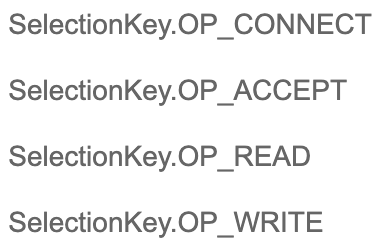 SelectionKey.OP_CONNECT
SelectionKey.OP_ACCEPT
SelectionKey.OP_READ
SelectionKey.OP_WRITE